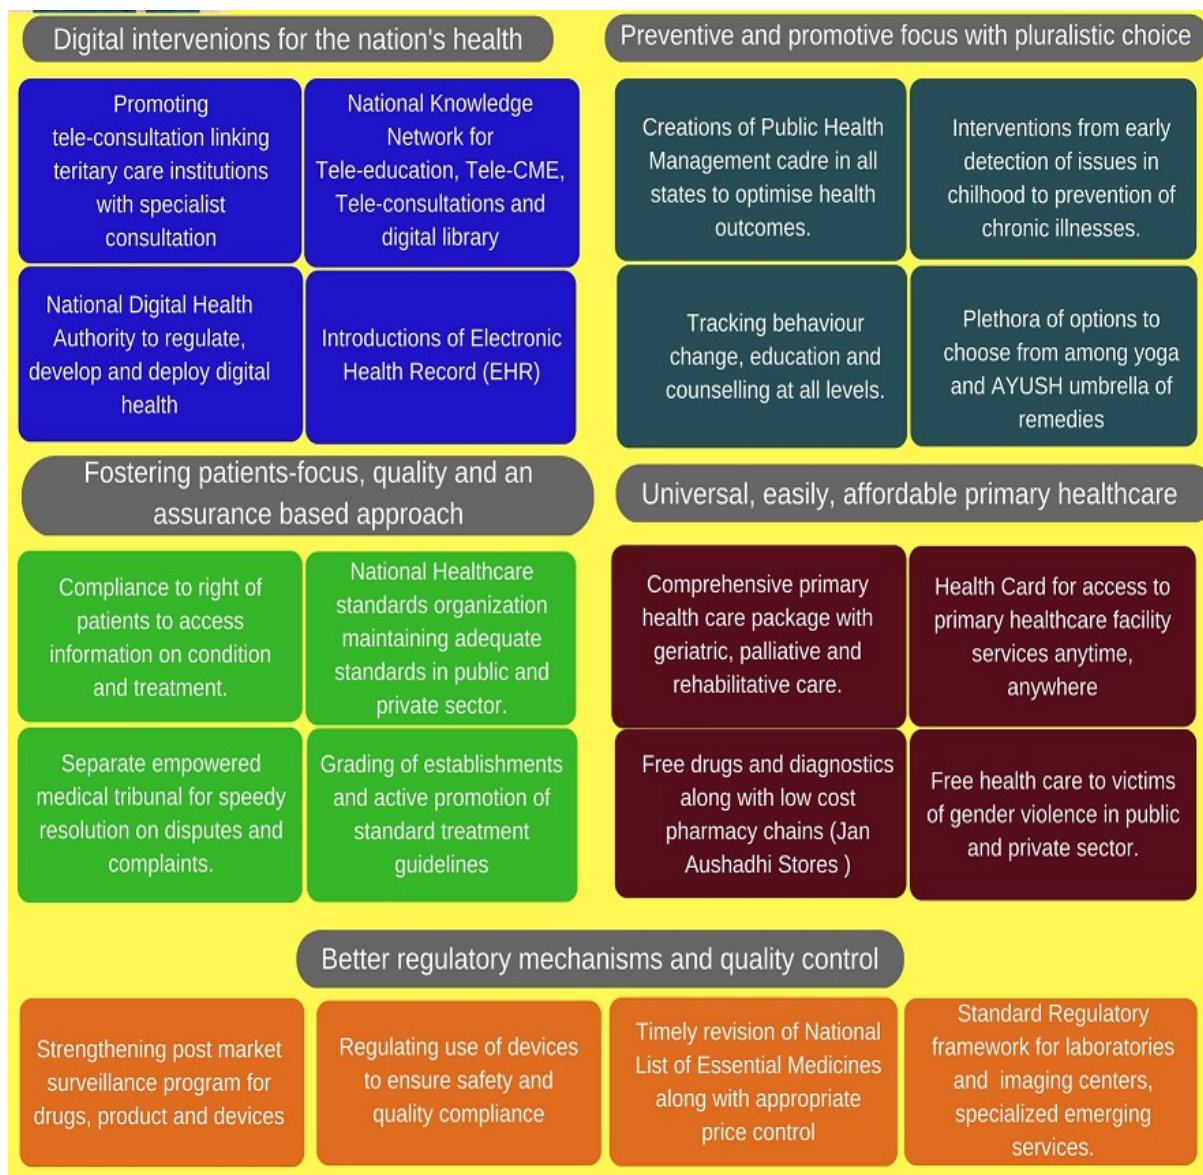 Digital intervenions for the nation's health
Promoting
tele-consultation linking
teritary care institutions
with specialist
consultation
National Knowledge
Network for
Tele-education, Tele-CME,
Tele-consultations and
digital library
National Digital Health
Authority to regulate,
develop and deploy digital
health
Introductions of Electronic
Health Record (EHR)
Preventive and promotive focus with pluralistic choice
Creations of Public Health
Management cadre in all
states to optimise health
outcomes.
Interventions from early
detection of issues in
chilhood to prevention of
chronic illnesses.
Tracking behaviour
change, education and
counselling at all levels.
Plethora of options to
choose from among yoga
and AYUSH umbrella of
remedies
Fostering patients-focus, quality and an
assurance based approach
Compliance to right of
patients to access
information on condition
and treatment.
National Healthcare
standards organization
maintaining adequate
standards in public and
private sector.
Separate empowered
medical tribunal for speedy
resolution on disputes and
complaints.
Grading of establishments
and active promotion of
standard treatment
guidelines
Universal, easily, affordable primary healthcare
Comprehensive primary
health care package with
geriatric, palliative and
rehabilitative care.
Health Card for access to
primary healthcare facility
services anytime,
anywhere
Free drugs and diagnostics
along with low cost
pharmacy chains (Jan
Aushadhi Stores )
Free health care to victims
of gender violence in public
and private sector.
Better regulatory mechanisms and quality control
Strengthening post market
surveillance program for
drugs, product and devices
Regulating use of devices
to ensure safety and
quality compliance
Timely revision of National
List of Essential Medicines
along with appropriate
price control
Standard Regulatory
framework for laboratories
and imaging centers,
specialized emerging
services.